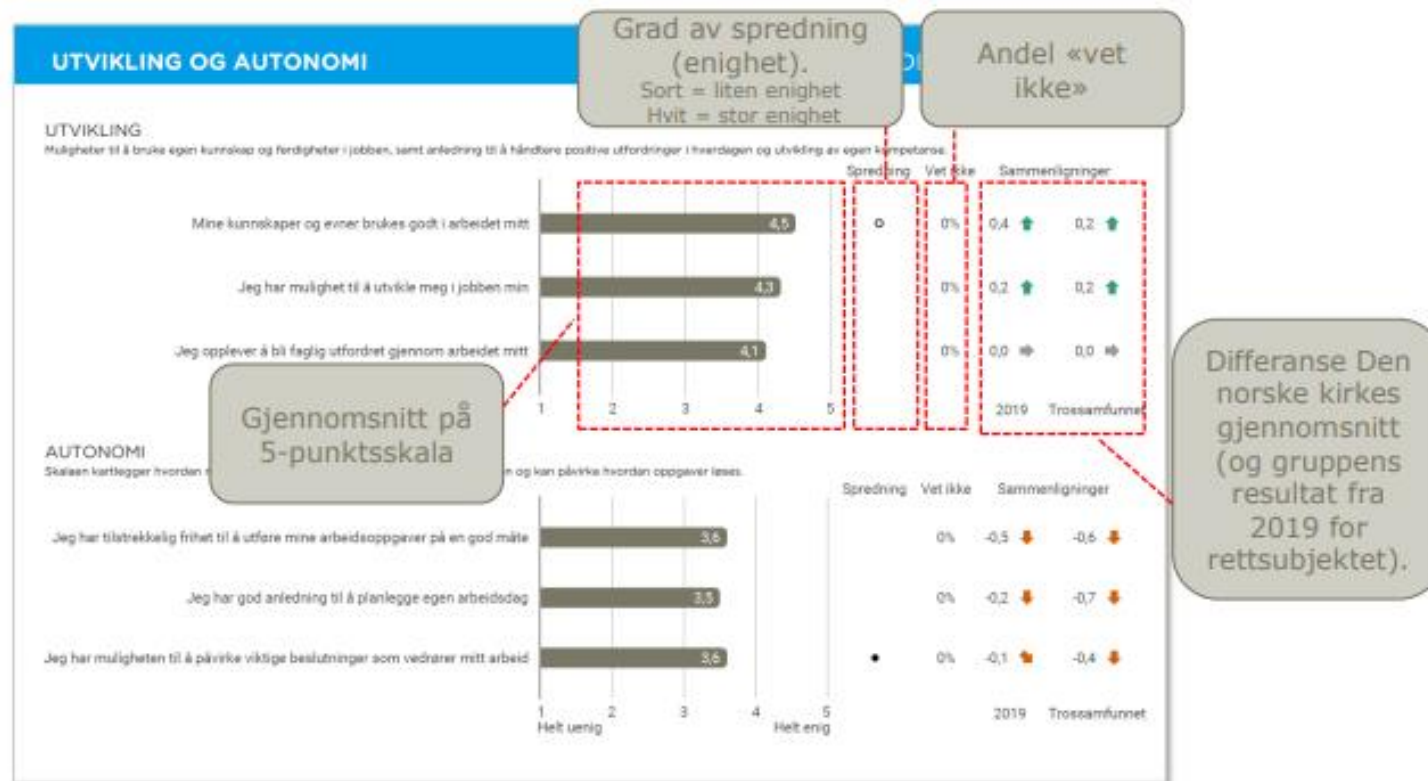 Grad av spredning
(enighet).
Sort = liten enighet
Hvit = stor enighet
Andel «vet
ikke»
UTVIKLING OG AUTONOMI
UTVIKLING
Muligheter til å bruke egen kunnskap og ferdigheter i jobben, samt anledning til å håndtere positive utfordringer i hverdagen og utvikling av egen kompetanse.
Spredning Vet ikke Sammenligninger
Mine kunnskaper og evner brukes godt i arbeidet mitt 4,5 0% 0,4 0,2
Jeg har mulighet til å utvikle meg i jobben min 4,3 0% 0,2 0,2
Jeg opplever å bli faglig utfordret gjennom arbeidet mitt 4,1 0% 0,0 0,0
1 2 3 4 5 2019 Trossamfunnet
Gjennomsnitt på
5-punktsskala
Differanse Den
norske kirkes
gjennomsnitt
(og gruppens
resultat fra
2019 for
rettsubjektet).
AUTONOMI
Skalaen kartlegger hvordan og kan påvirke hvordan oppgaver løses.
Spredning Vet ikke Sammenligninger
Jeg har tilstrekkelig frihet til å utføre mine arbeidsoppgaver på en god måte 3,6 0% -0,5 -0,6
Jeg har god anledning til å planlegge egen arbeidsdag 3,5 0% -0,2 -0,7
Jeg har muligheten til å påvirke viktige beslutninger som vedrører mitt arbeid 3,6 0% -0,1 -0,4
1 2 3 4 5 2019 Trossamfunnet
Helt uenig Helt enig